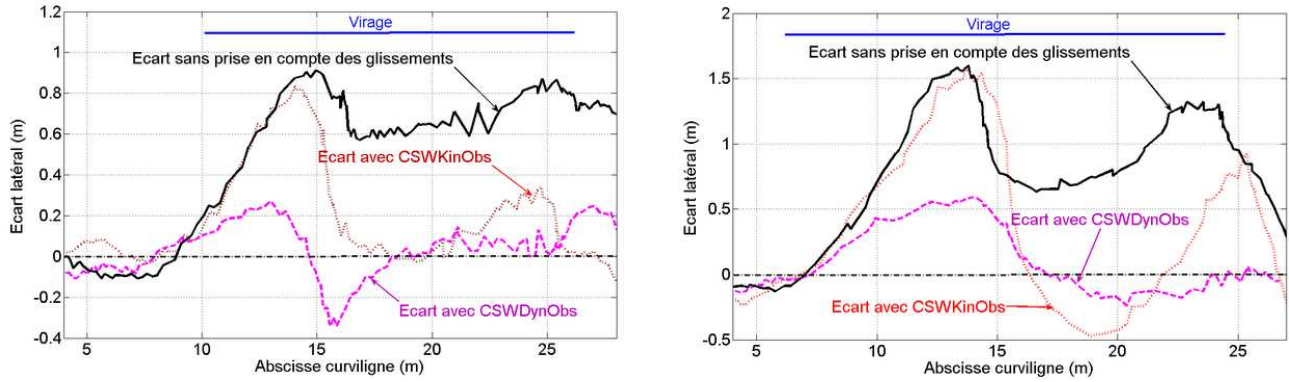 1.2
1
0.8
0.6
0.4
0.2
0
-0.2
-0.4
5
10
15
20
25
Ecart latéral (m)
Abscisse curviligne (m)
Virage
Ecart sans prise en compte des glissements
Ecart avec CSWKinObs
Ecart avec CSWDynObs
2
1.5
1
0.5
0
-0.5
5
10
15
20
25
Ecart latéral (m)
Abscisse curviligne (m)
Virage
Ecart sans prise en compte des glissements
Ecart avec CSWDynObs
Ecart avec CSWKinObs